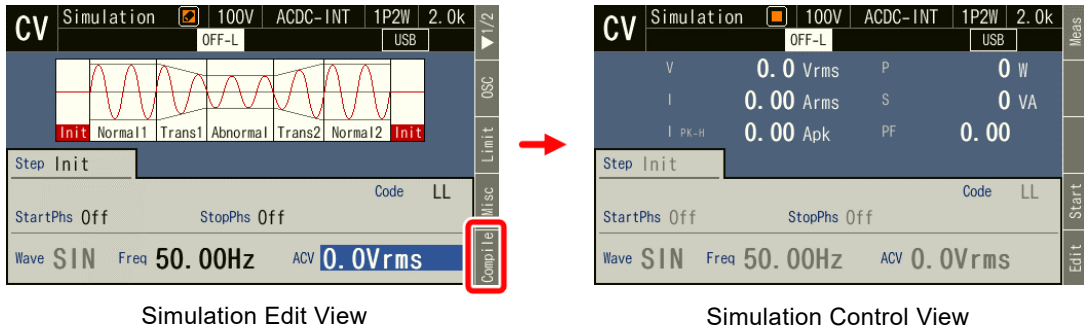 CV Simulation 100V ACDC-INT 1P2W 2.0k
OFF-L USB
▼1/2
OSC
Limit
Misc
Compile
Init Normal1 Trans1 Abnormal Trans2 Normal2 Init
Step Init
Code LL
StartPhs Off StopPhs Off
Wave SIN Freq 50.00Hz ACV 0.0Vrms
Simulation Edit View
CV Simulation 100V ACDC-INT 1P2W 2.0k
OFF-L USB
Meas
Start
Edit
V 0.0 Vrms P 0 W
I 0.00 Arms S 0 VA
I PK-H 0.00 Apk PF 0.00
Step Init
Code LL
StartPhs Off StopPhs Off
Wave SIN Freq 50.00Hz ACV 0.0Vrms
Simulation Control View